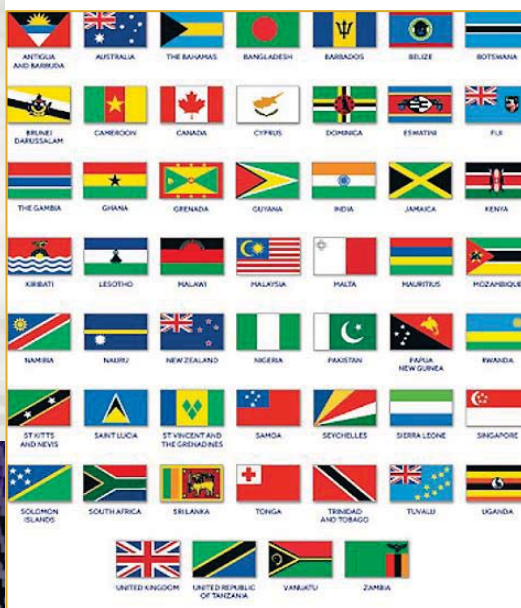 ANTIGUA AND BARBUDA
AUSTRALIA
THE BAHAMAS
BANGLADESH
BARBADOS
BELIZE
BOTSWANA
BRUNEI DARUSSALAM
CAMEROON
CANADA
CYPRUS
DOMINICA
ESWATINI
FIJI
THE GAMBIA
GHANA
GRENADA
GUYANA
INDIA
JAMAICA
KENYA
KIRIBATI
LESOTHO
MALAWI
MALAYSIA
MALTA
MAURITIUS
MOZAMBIQUE
NAMIBIA
NAURU
NEW ZEALAND
NIGERIA
PAKISTAN
PAPUA NEW GUINEA
RWANDA
ST KITTS AND NEVIS
SAINT LUCIA
ST VINCENT AND THE GRENADINES
SAMOA
SEYCHELLES
SIERRA LEONE
SINGAPORE
SOLOMON ISLANDS
SOUTH AFRICA
SRI LANKA
TONGA
TRINIDAD AND TOBAGO
TUVALU
UGANDA
UNITED KINGDOM
UNITED REPUBLIC OF TANZANIA
VANUATU
ZAMBIA